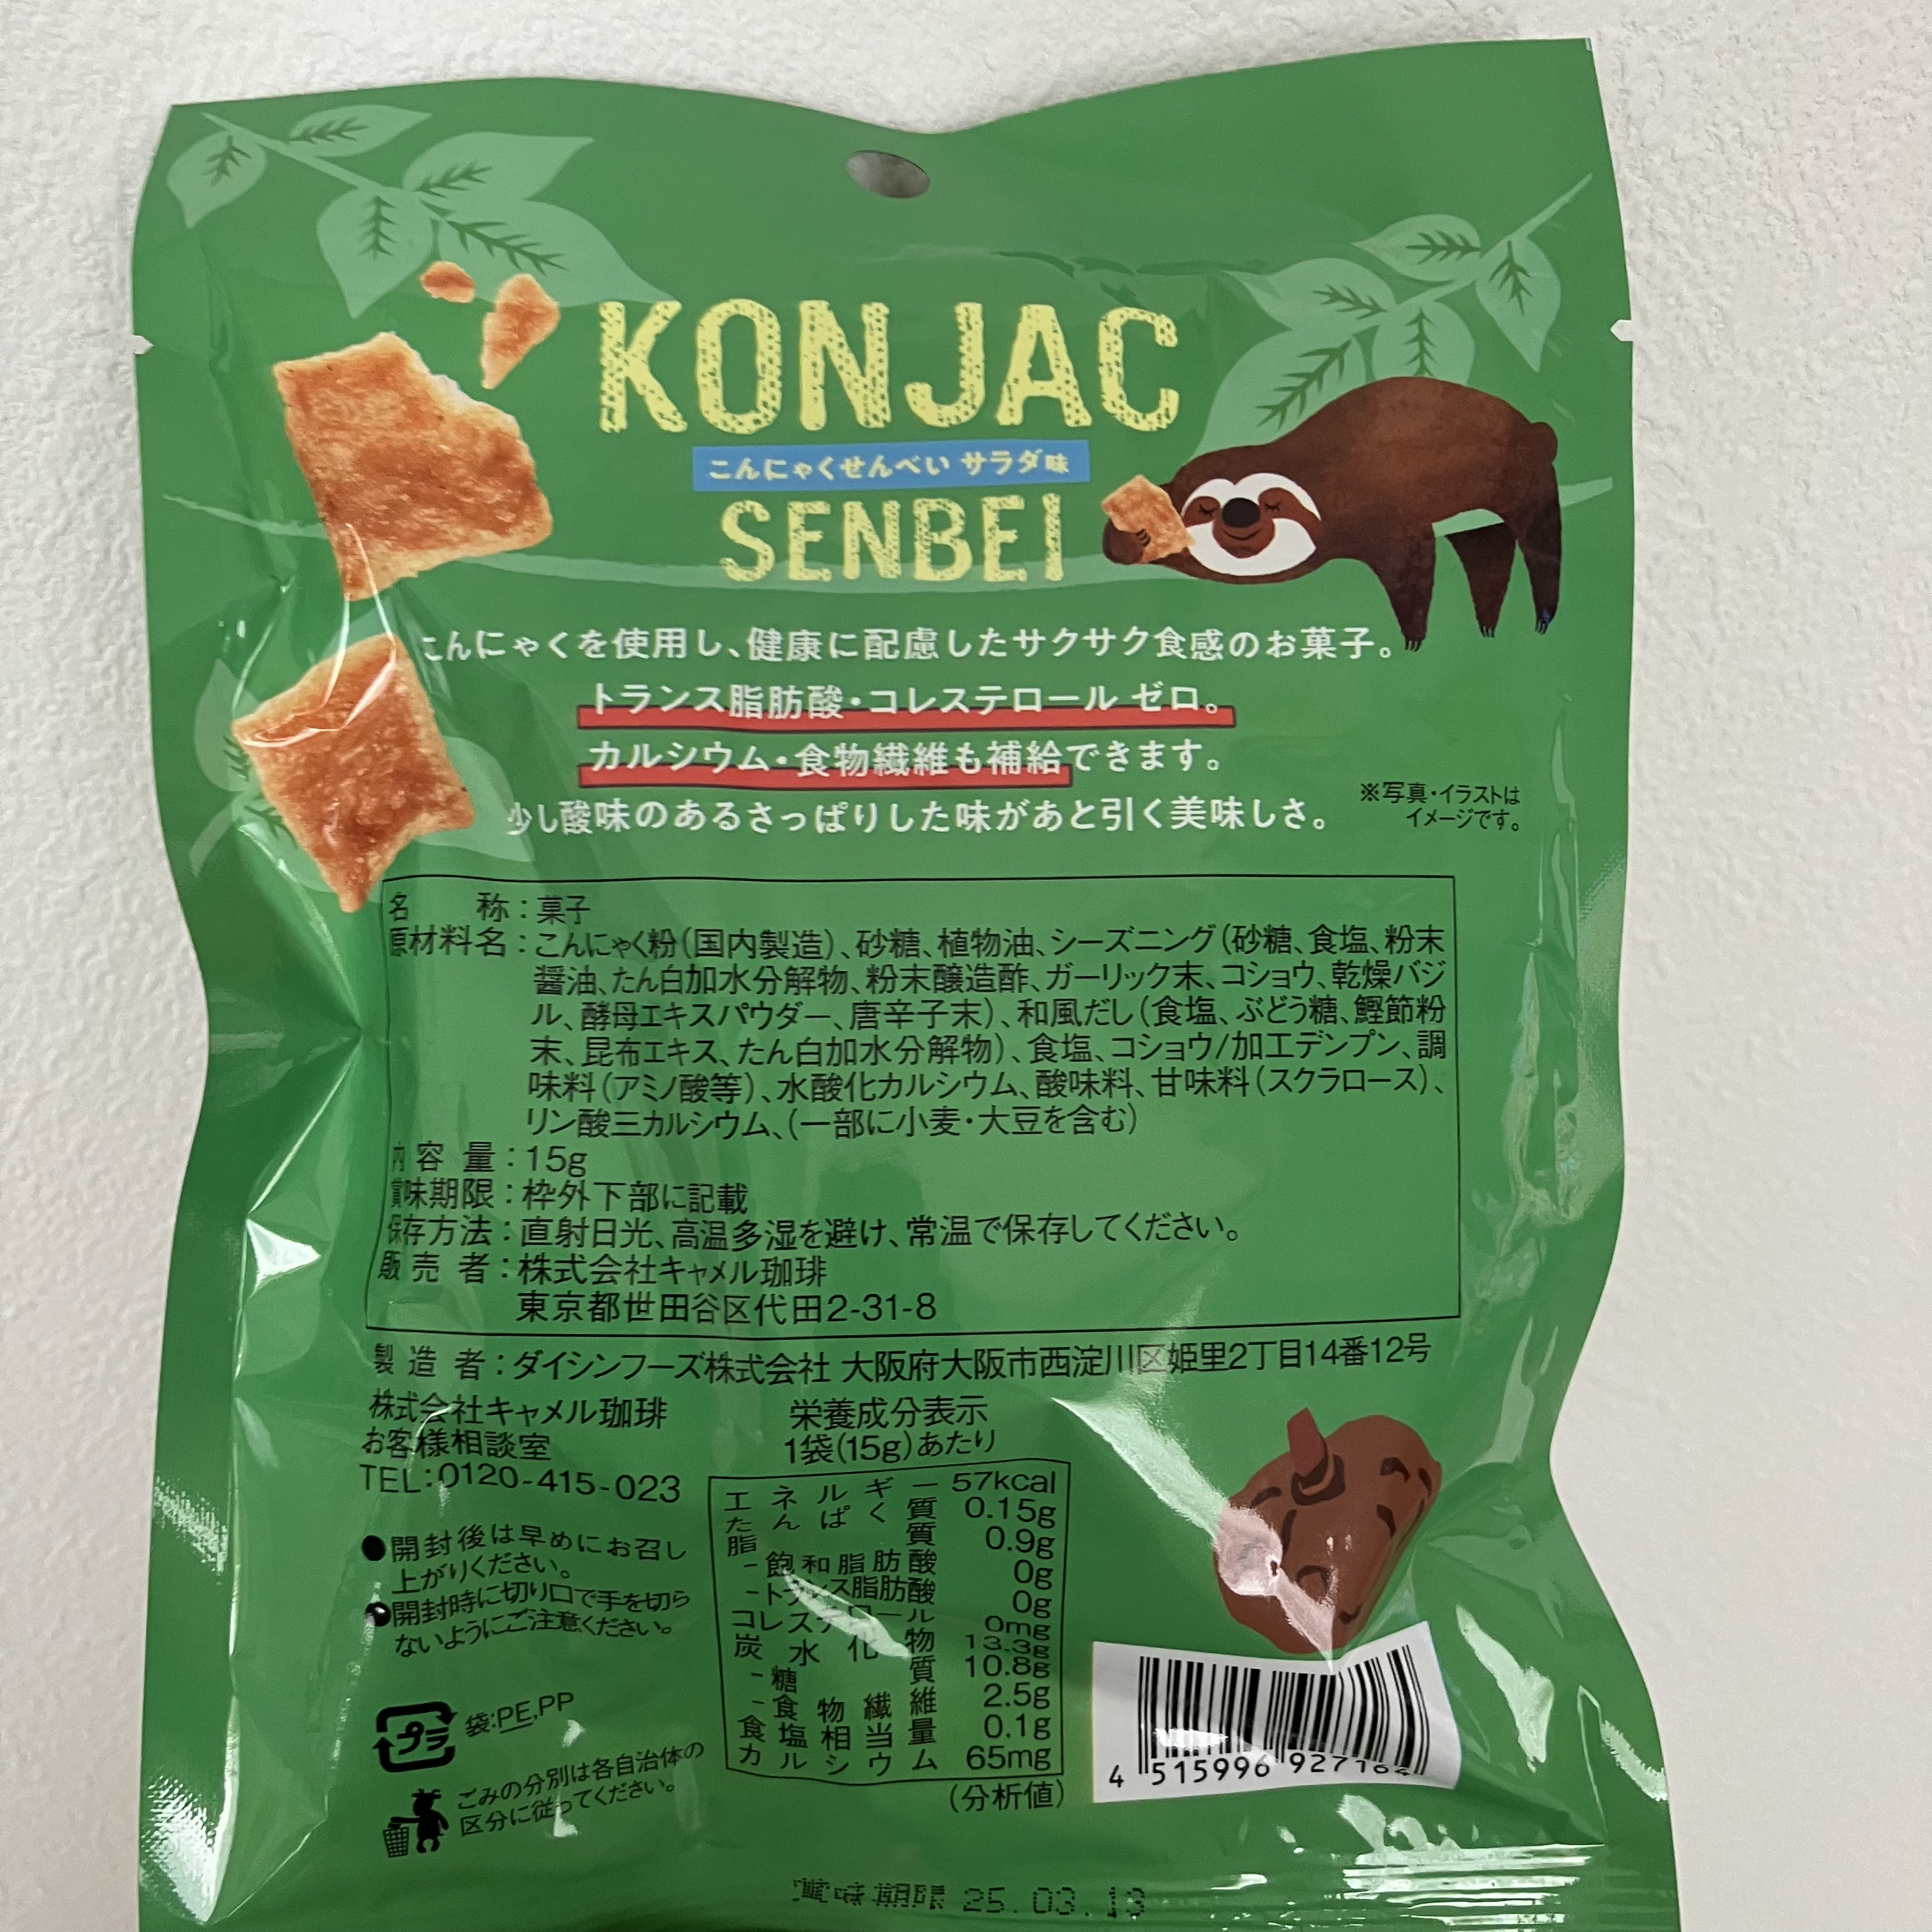 KONJAC
こんにゃくせんべい サラダ味
SENBEI
こんにゃくを使用し、健康に配慮したサクサク食感のお菓子。
トランス脂肪酸・コレステロール ゼロ。
カルシウム・食物繊維も補給できます。
少し酸味のあるさっぱりした味があと引く美味しさ。
※写真・イラストは
イメージです。
名称：菓子
原材料名：こんにゃく粉(国内製造)、砂糖、植物油、シーズニング(砂糖、食塩、粉末
醤油、たん白加水分解物、粉末醸造酢、ガーリック末、コショウ、乾燥バジ
ル、酵母エキスパウダー、唐辛子末)、和風だし(食塩、ぶどう糖、鰹節粉
末、昆布エキス、たん白加水分解物)、食塩、コショウ/加工デンプン、調
味料(アミノ酸等)、水酸化カルシウム、酸味料、甘味料(スクラロース)、
リン酸三カルシウム、(一部に小麦・大豆を含む)
内容量：15g
賞味期限：枠外下部に記載
保存方法：直射日光、高温多湿を避け、常温で保存してください。
販売者：株式会社キャメル珈琲
東京都世田谷区代田2-31-8
製造者：ダイシンフーズ株式会社 大阪府大阪市西淀川区姫里2丁目14番12号
株式会社キャメル珈琲
お客様相談室
TEL：0120-415-023
●開封後は早めにお召し
上がりください。
●開封時に切り口で手を切ら
ないようにご注意ください。
プラ 袋:PE,PP
ごみの分別は各自治体の
区分に従ってください。
栄養成分表示
1袋(15g)あたり
エネルギー 57kcal
たんぱく質 0.15g
脂質 0.9g
-飽和脂肪酸 0g
-トランス脂肪酸 0g
コレステロール 0mg
炭水化物 13.3g
-糖質 10.8g
-食物繊維 2.5g
食塩相当量 0.1g
カルシウム 65mg
(分析値)
4 515996 927164
賞味期限 25.03.13